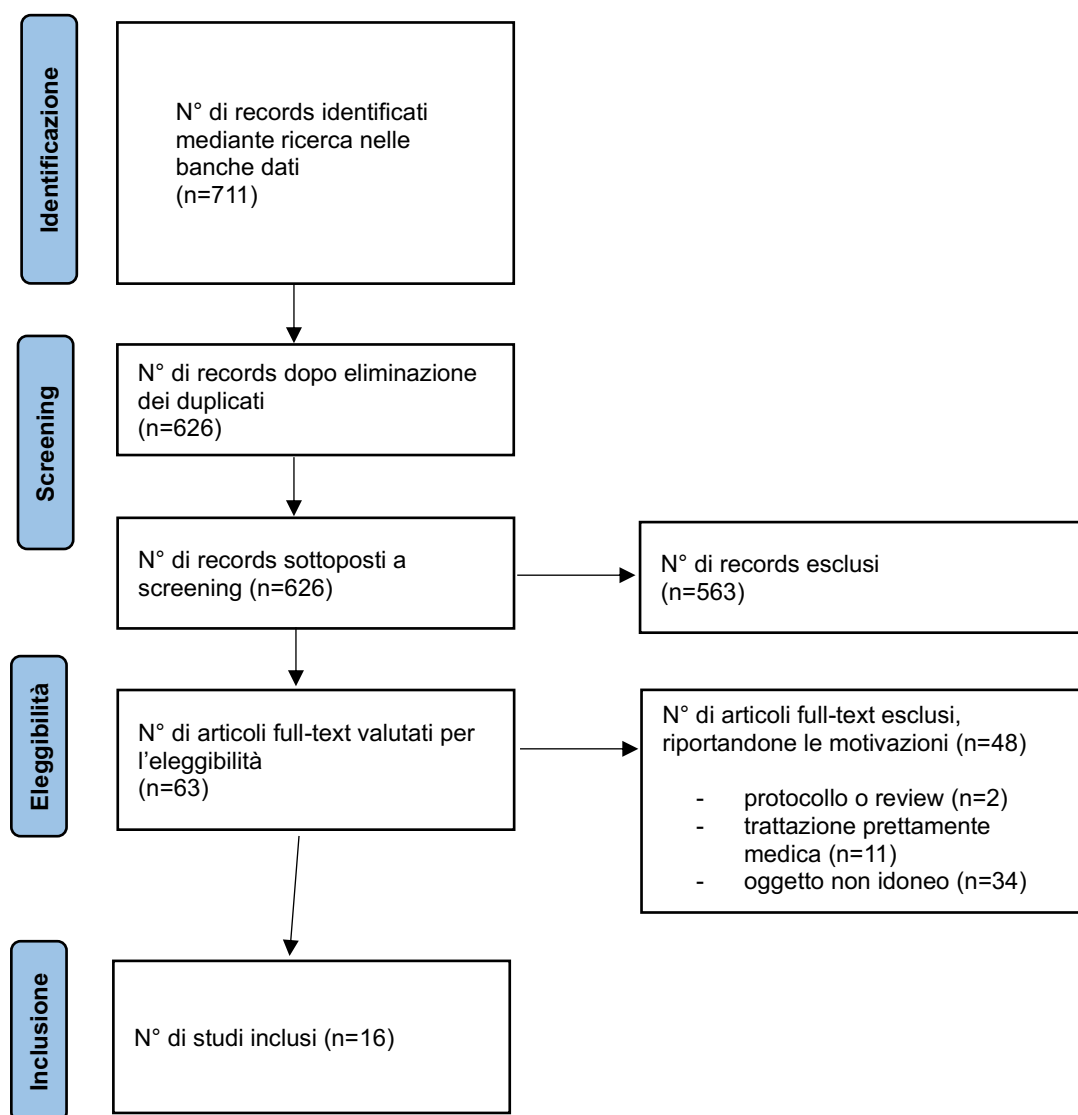 Identificazione
N° di records identificati
mediante ricerca nelle
banche dati
(n=711)
Screening
N° di records dopo eliminazione
dei duplicati
(n=626)
N° di records sottoposti a
screening (n=626)
N° di records esclusi
(n=563)
Eleggibilità
N° di articoli full-text valutati per
l’eleggibilità
(n=63)
N° di articoli full-text esclusi,
riportandone le motivazioni (n=48)
- protocollo o review (n=2)
- trattazione prettamente
medica (n=11)
- oggetto non idoneo (n=34)
Inclusione
N° di studi inclusi (n=16)